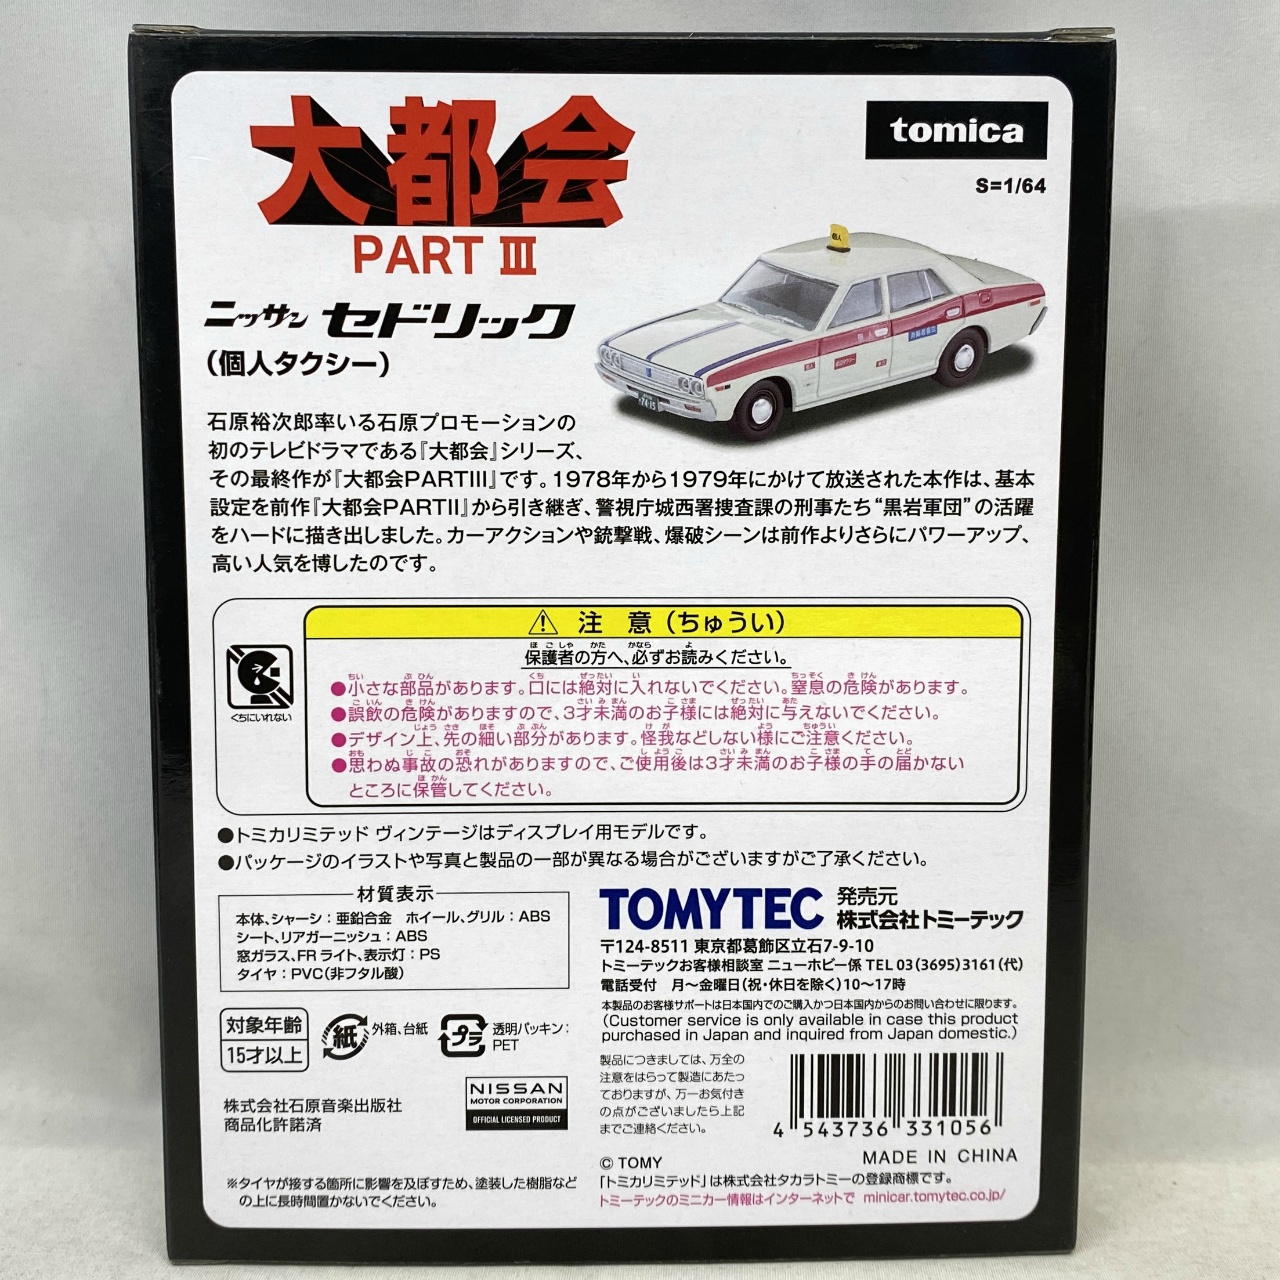 大都会
PART III
tomica
S=1/64
ニッサン セドリック
(個人タクシー)
石原裕次郎率いる石原プロモーションの
初のテレビドラマである『大都会』シリーズ、
その最終作が『大都会PARTIII』です。1978年から1979年にかけて放送された本作は、基本
設定を前作『大都会PARTII』から引き継ぎ、警視庁城西署捜査課の刑事たち“黒岩軍団”の活躍
をハードに描き出しました。カーアクションや銃撃戦、爆破シーンは前作よりさらにパワーアップ、
高い人気を博したのです。
注 意(ちゅうい)
保護者の方へ、必ずお読みください。
くちにいれない
●小さな部品があります。口には絶対に入れないでください。窒息の危険があります。
●誤飲の危険がありますので、3才未満のお子様には絶対に与えないでください。
●デザイン上、先の細い部分があります。怪我などしない様にご注意ください。
●思わぬ事故の恐れがありますので、ご使用後は3才未満のお子様の手の届かない
ところに保管してください。
●トミカリミテッド ヴィンテージはディスプレイ用モデルです。
●パッケージのイラストや写真と製品の一部が異なる場合がございますがご了承ください。
材質表示
本体、シャーシ：亜鉛合金 ホイール、グリル：ABS
シート、リアガーニッシュ：ABS
窓ガラス、FRライト、表示灯：PS
タイヤ：PVC(非フタル酸)
対象年齢
15才以上
紙
外箱、台紙
プラ
透明パッキン：
PET
株式会社石原音楽出版社
商品化許諾済
NISSAN
MOTOR CORPORATION
OFFICIAL LICENSED PRODUCT
※タイヤが接する箇所に影響を及ぼすため、塗装した樹脂など
の上に長時間置かないでください。
TOMYTEC
発売元
株式会社トミーテック
〒124-8511 東京都葛飾区立石7-9-10
トミーテックお客様相談室 ニューホビー係 TEL 03(3695)3161(代)
電話受付 月～金曜日(祝・休日を除く)10～17時
本製品のお客様サポートは日本国内でのご購入かつ日本国内からのお問い合わせに限ります。
(Customer service is only available in case this product
purchased in Japan and inquired from Japan domestic.)
製品につきましては、万全の
注意をはらって製造にあたっ
ておりますが、万一お気付き
の点がございましたら上記
までご連絡ください。
4 543736 331056
MADE IN CHINA
© TOMY
「トミカリミテッド」は株式会社タカラトミーの登録商標です。
トミーテックのミニカー情報はインターネットで minicar.tomytec.co.jp/